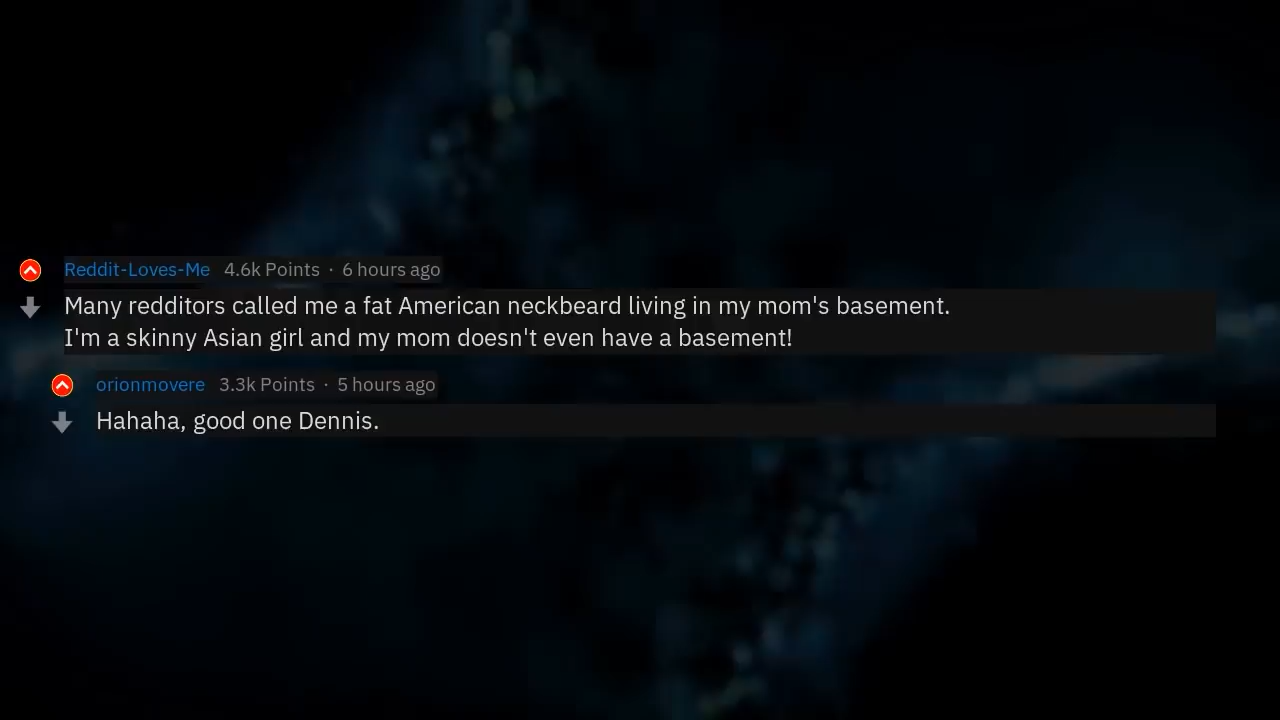 Reddit-Loves-Me 4.6k Points · 6 hours ago
Many redditors called me a fat American neckbeard living in my mom's basement.
I'm a skinny Asian girl and my mom doesn't even have a basement!
orionmovere 3.3k Points · 5 hours ago
Hahaha, good one Dennis.